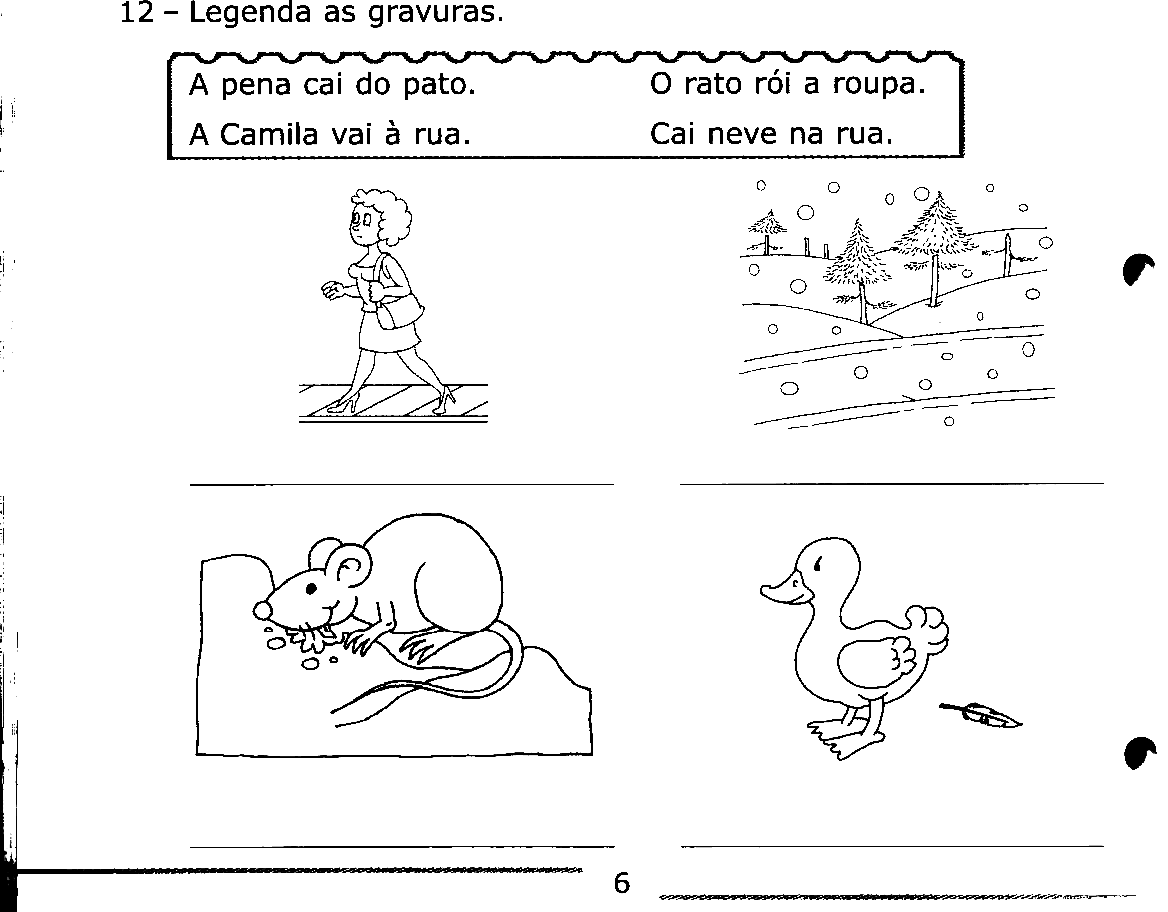 12 – Legenda as gravuras.
A pena cai do pato. O rato rói a roupa.
A Camila vai à rua. Cai neve na rua.
6